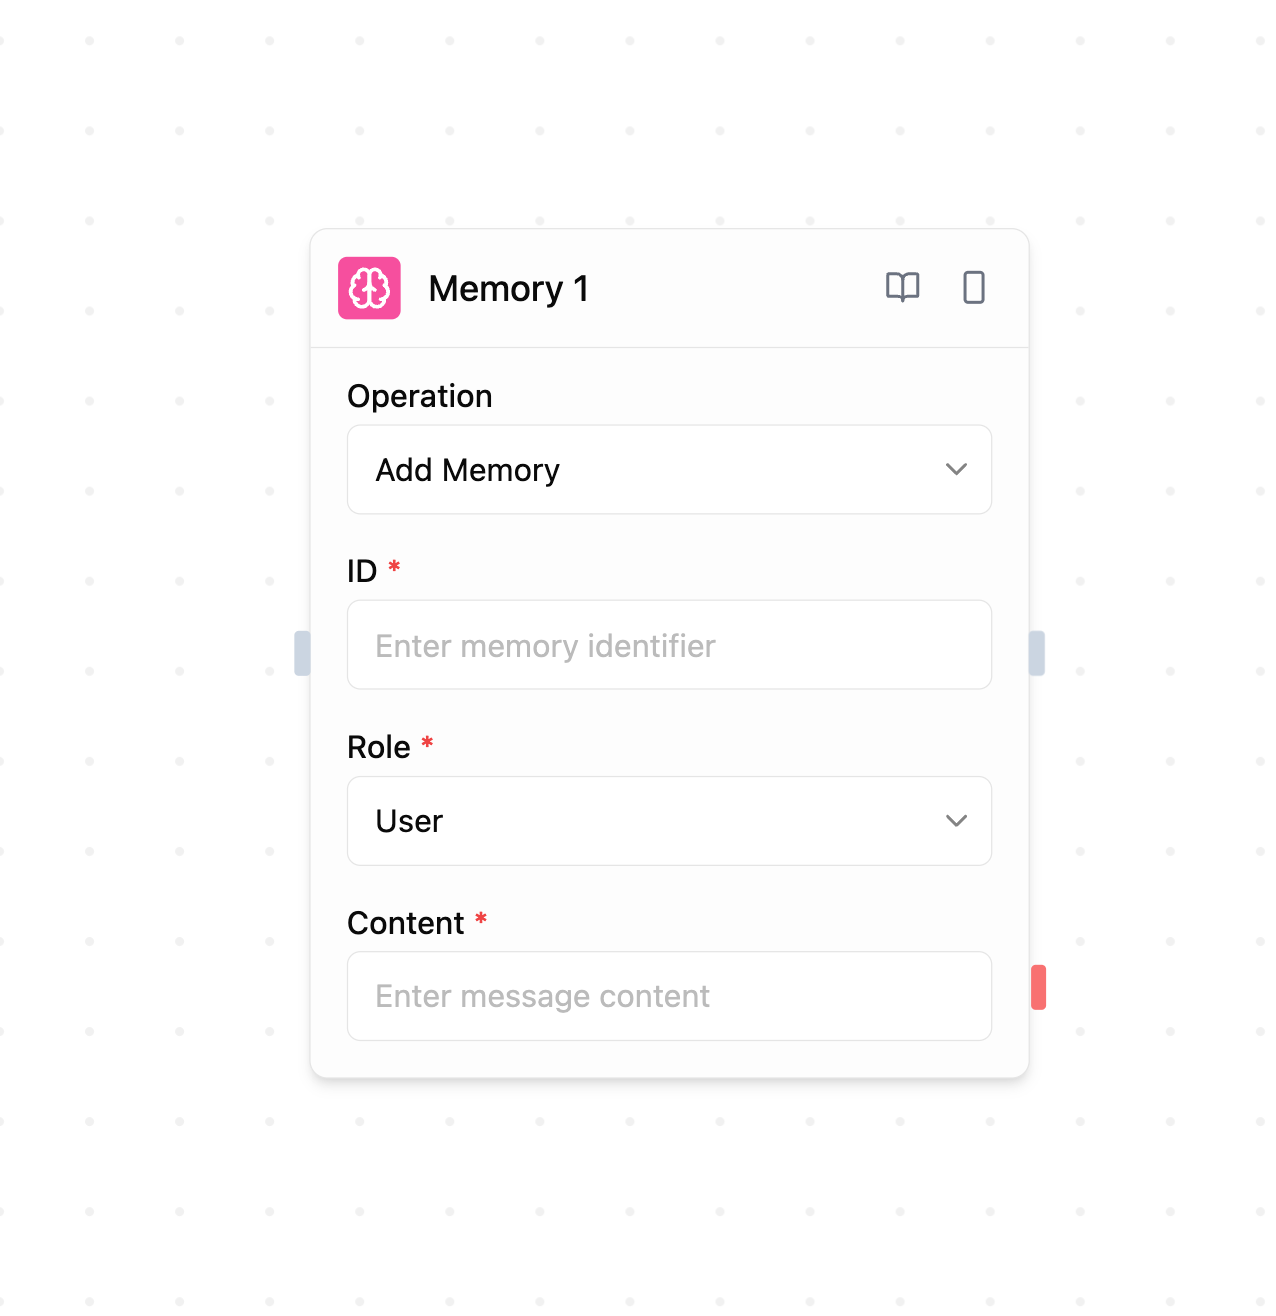 Memory 1
Operation
Add Memory
ID *
Enter memory identifier
Role *
User
Content *
Enter message content